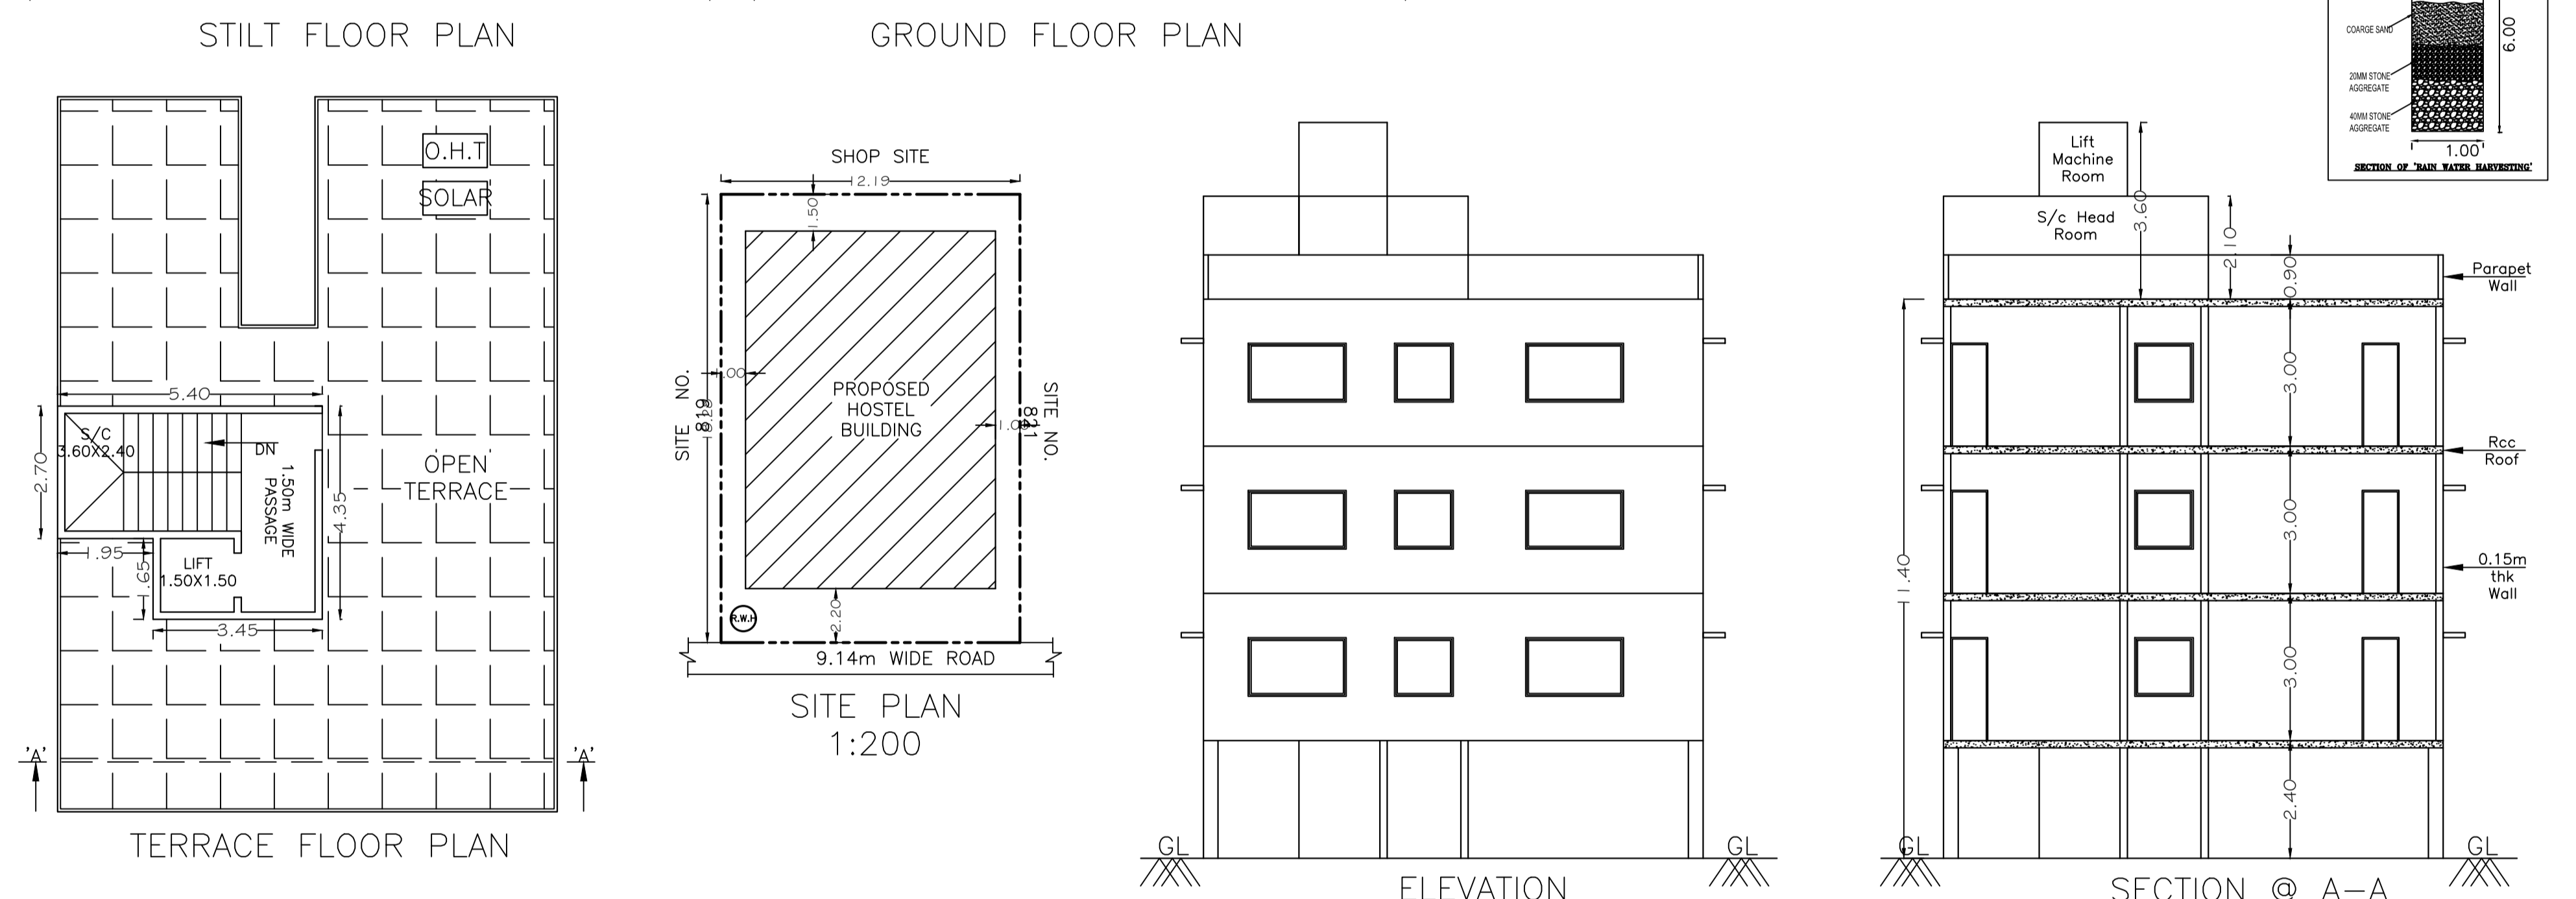 STILT FLOOR PLAN
GROUND FLOOR PLAN
COARGE SAND
20MM STONE
AGGREGATE
40MM STONE
AGGREGATE
6.00
1.00
SECTION OF 'RAIN WATER HARVESTING'
O.H.T
SOLAR
5.40
S/C
3.60X2.40
DN
2.70
1.50m WIDE
PASSAGE
4.35
OPEN
TERRACE
1.95
1.65
LIFT
1.50X1.50
3.45
'A'
'A'
TERRACE FLOOR PLAN
SHOP SITE
12.19
1.50
1.00
SITE NO.
819
PROPOSED
HOSTEL
BUILDING
SITE NO.
821
1.00
R.W.H
2.20
9.14m WIDE ROAD
SITE PLAN
1:200
GL
GL
ELEVATION
Lift
Machine
Room
S/c Head
Room
3.60
2.10
0.90
Parapet
Wall
3.00
Rcc
Roof
11.40
3.00
0.15m
thk
Wall
3.00
2.40
GL
GL
SECTION @ A-A